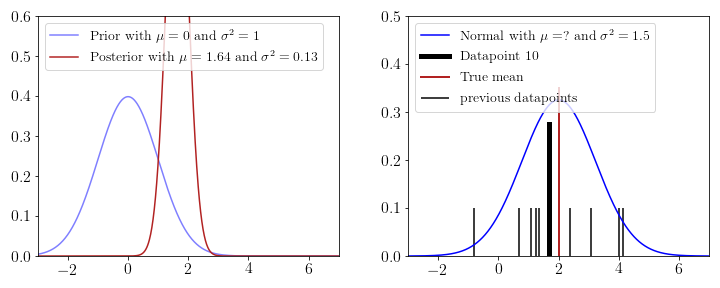 Prior with μ = 0 and σ² = 1
Posterior with μ = 1.64 and σ² = 0.13
0.6
0.5
0.4
0.3
0.2
0.1
0.0
−2 0 2 4 6
Normal with μ =? and σ² = 1.5
Datapoint 10
True mean
previous datapoints
0.5
0.4
0.3
0.2
0.1
0.0
−2 0 2 4 6